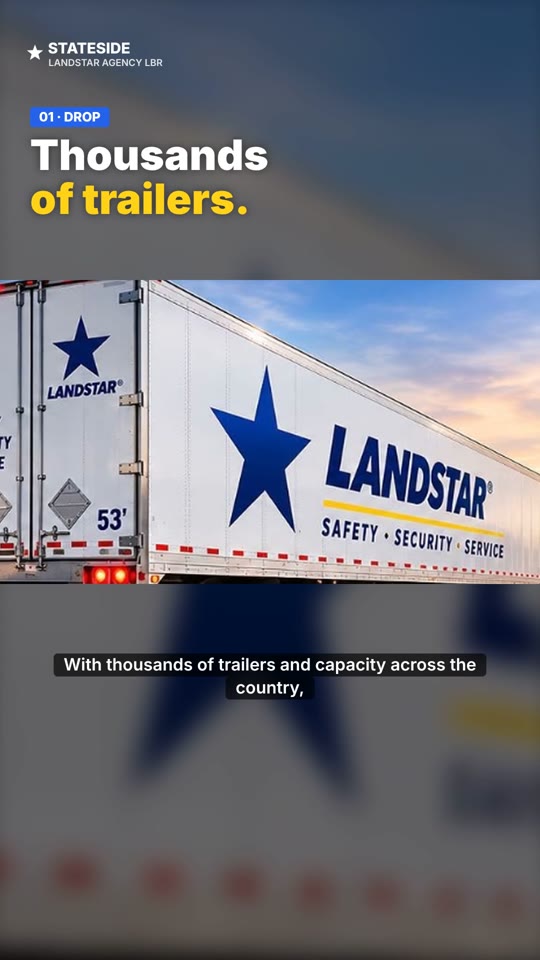 STATESIDE
LANDSTAR AGENCY LBR
01 · DROP
Thousands
of trailers.
LANDSTAR®
TY
E
53'
LANDSTAR®
SAFETY • SECURITY • SERVICE
With thousands of trailers and capacity across the
country,